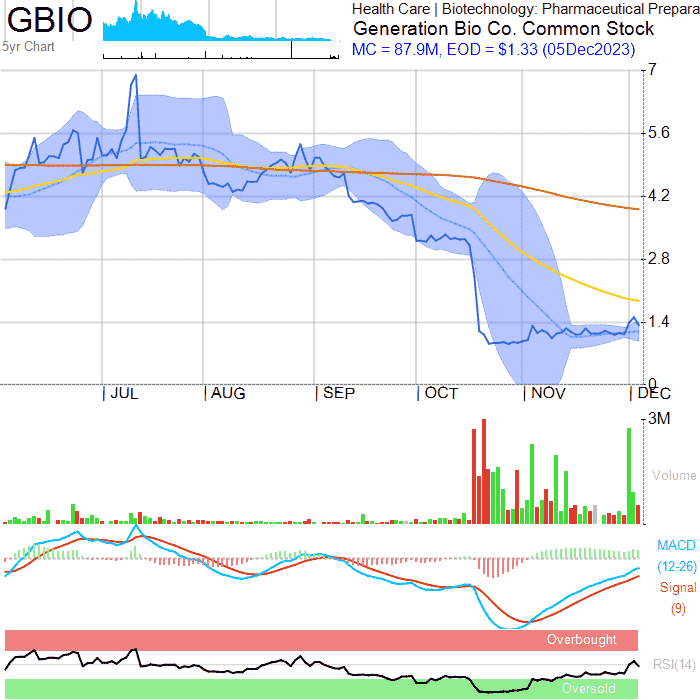 GBIO
5yr Chart
Health Care | Biotechnology: Pharmaceutical Prepara
Generation Bio Co. Common Stock
MC = 87.9M, EOD = $1.33 (05Dec2023)
7
5.6
4.2
2.8
1.4
0
JUL
AUG
SEP
OCT
NOV
DEC
3M
Volume
MACD
(12-26)
Signal
(9)
Overbought
RSI(14)
Oversold